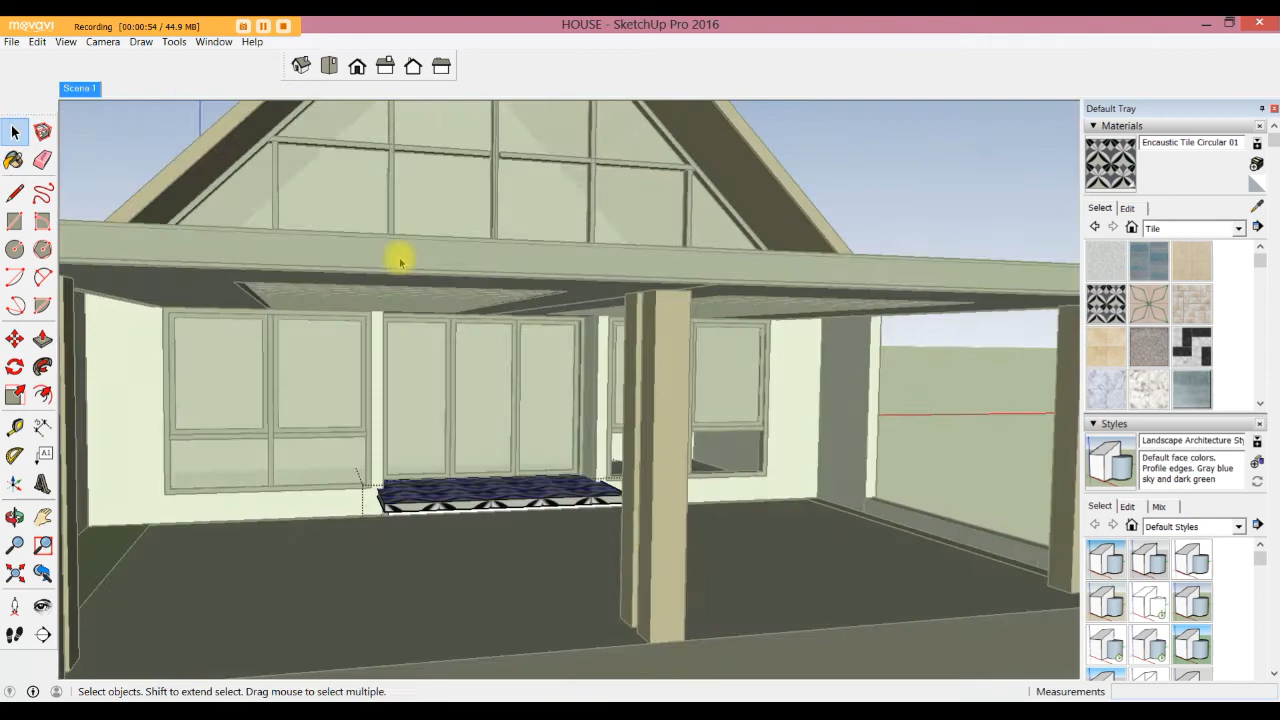 movavi
Recording [00:00:54 / 44.9 MB]
HOUSE - SketchUp Pro 2016
File Edit View Camera Draw Tools Window Help
Scene 1
Default Tray
Materials
Encaustic Tile Circular 01
Select Edit
Tile
A1
Styles
Landscape Architecture Sty
Default face colors.
Profile edges. Gray blue
sky and dark green
Select Edit Mix
Default Styles
Select objects. Shift to extend select. Drag mouse to select multiple.
Measurements